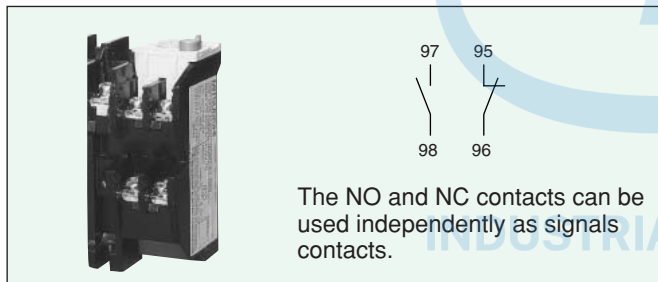 97 95
98 96
The NO and NC contacts can be
used independently as signals
contacts.
INDUSTRIA